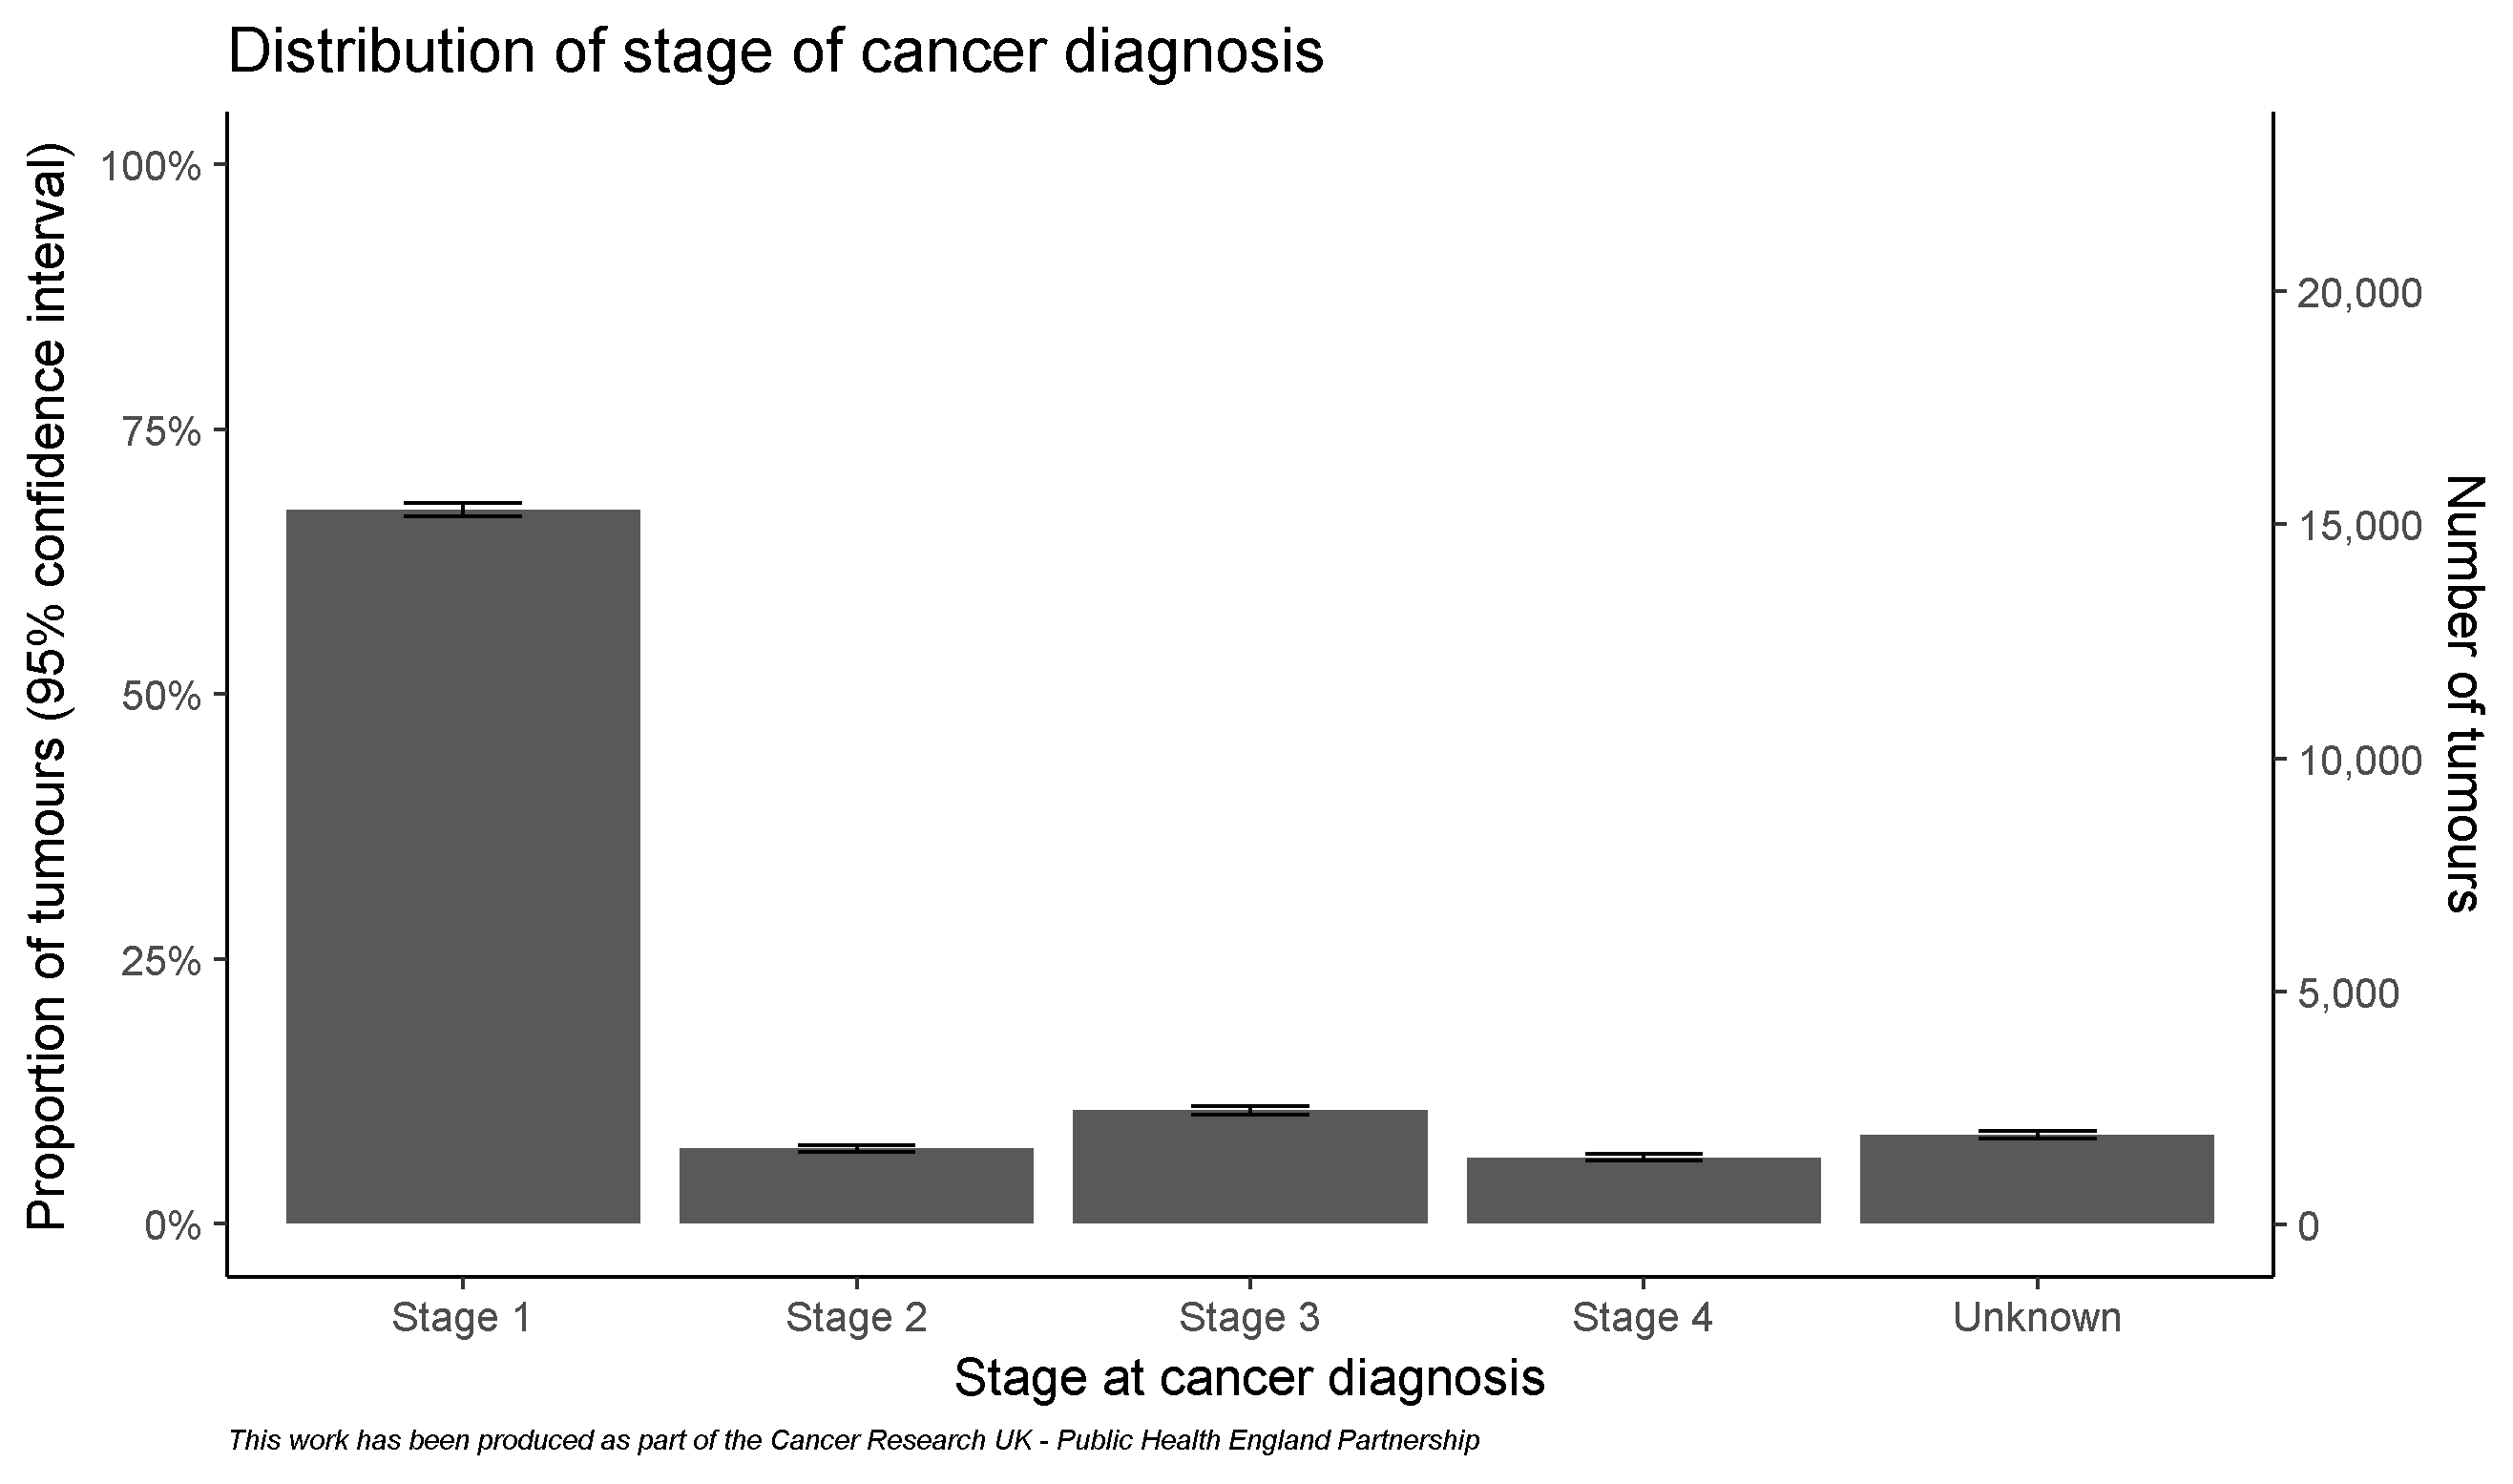 Distribution of stage of cancer diagnosis
Proportion of tumours (95% confidence interval)
100%
75%
50%
25%
0%
20,000
15,000
10,000
5,000
0
Number of tumours
Stage 1
Stage 2
Stage 3
Stage 4
Unknown
Stage at cancer diagnosis
This work has been produced as part of the Cancer Research UK - Public Health England Partnership